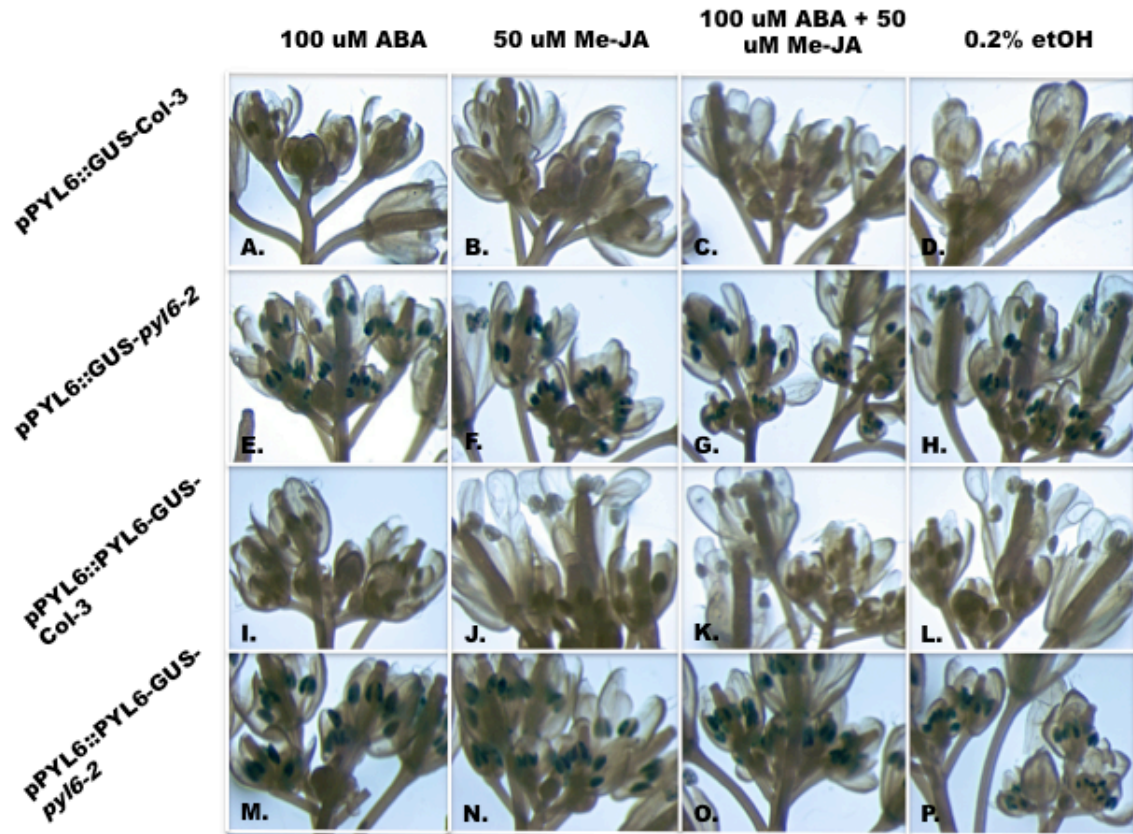 100 uM ABA
50 uM Me-JA
100 uM ABA + 50
uM Me-JA
0.2% etOH
pPYL6::GUS-Col-3
A.
B.
C.
D.
pPYL6::GUS-pyl6-2
E.
F.
G.
H.
pPYL6::PYL6-GUS-
Col-3
I.
J.
K.
L.
pPYL6::PYL6-GUS-
pyl6-2
M.
N.
O.
P.